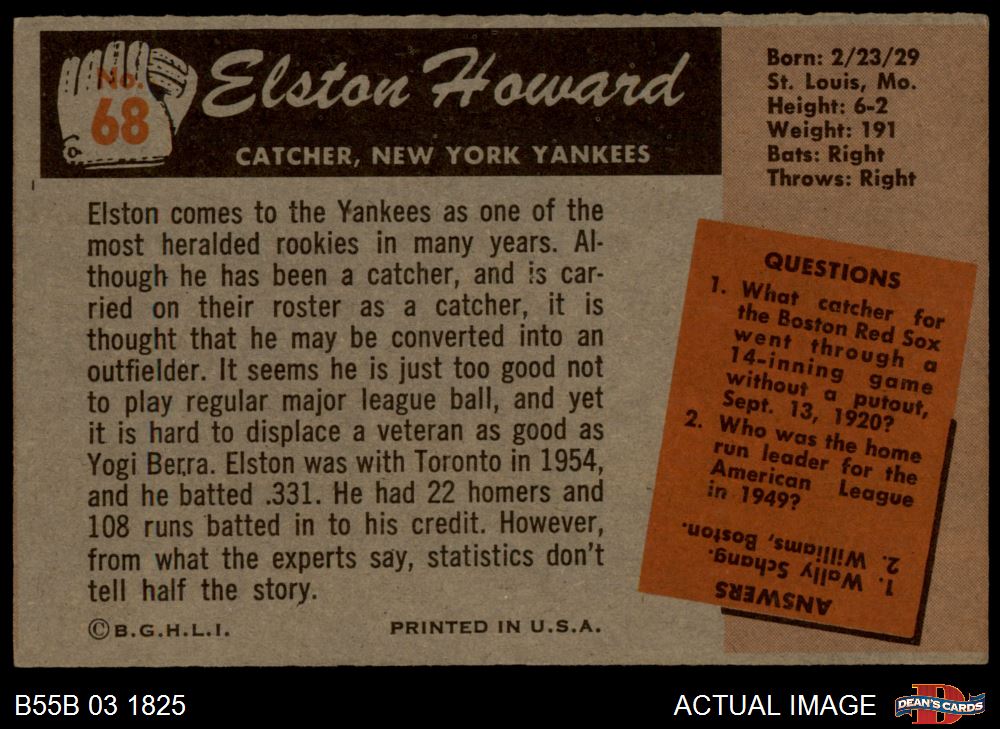 No.
68
Elston Howard
CATCHER, NEW YORK YANKEES
Born: 2/23/29
St. Louis, Mo.
Height: 6-2
Weight: 191
Bats: Right
Throws: Right
Elston comes to the Yankees as one of the
most heralded rookies in many years. Al-
though he has been a catcher, and is car-
ried on their roster as a catcher, it is
thought that he may be converted into an
outfielder. It seems he is just too good not
to play regular major league ball, and yet
it is hard to displace a veteran as good as
Yogi Berra. Elston was with Toronto in 1954,
and he batted .331. He had 22 homers and
108 runs batted in to his credit. However,
from what the experts say, statistics don't
tell half the story.
©B.G.H.L.I.
PRINTED IN U.S.A.
QUESTIONS
1. What catcher for
the Boston Red Sox
went through a
14-inning game
without a putout,
Sept. 13, 1920?
2. Who was the home
run leader for the
American League
in 1949?
ANSWERS
1. Wally Schang.
2. Williams, Boston.
B55B 03 1825
ACTUAL IMAGE
D
DEAN'S CARDS